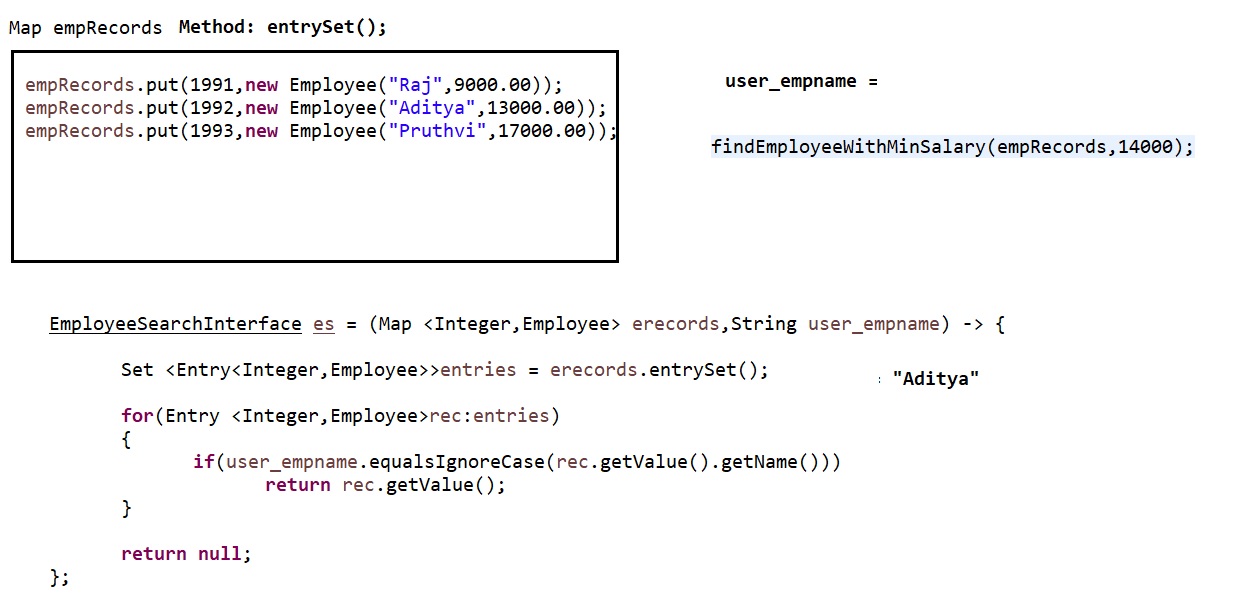 Map empRecords Method: entrySet();
empRecords.put(1991,new Employee("Raj",9000.00));
empRecords.put(1992,new Employee("Aditya",13000.00));
empRecords.put(1993,new Employee("Pruthvi",17000.00));
user_empname =
findEmployeeWithMinSalary(empRecords,14000);
EmployeeSearchInterface es = (Map <Integer,Employee> erecords,String user_empname) -> {
Set <Entry<Integer,Employee>>entries = erecords.entrySet();
: "Aditya"
for(Entry <Integer,Employee>rec:entries)
{
if(user_empname.equalsIgnoreCase(rec.getValue().getName()))
return rec.getValue();
}
return null;
};